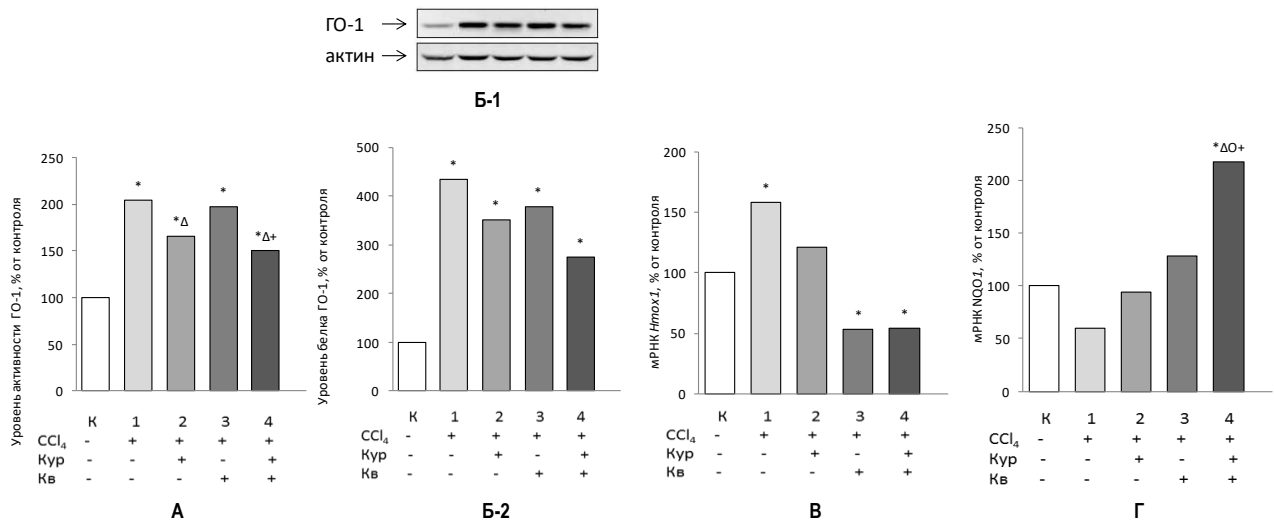 ГО-1
актин
Б-1
Уровень активности ГО-1, % от контроля
250
200
150
100
50
0
*
*Δ
*
*Δ+
К 1 2 3 4
CCl₄ - + + + +
Кур - - + - +
Кв - - - + +
А
Уровень белка ГО-1, % от контроля
500
400
300
200
100
0
*
*
*
*
К 1 2 3 4
CCl₄ - + + + +
Кур - - + - +
Кв - - - + +
Б-2
мРНК Hmox1, % от контроля
200
150
100
50
0
*
*
*
К 1 2 3 4
CCl₄ - + + + +
Кур - - + - +
Кв - - - + +
В
мРНК NQO1, % от контроля
250
200
150
100
50
0
*ΔO+
К 1 2 3 4
CCl₄ - + + + +
Кур - - + - +
Кв - - - + +
Г